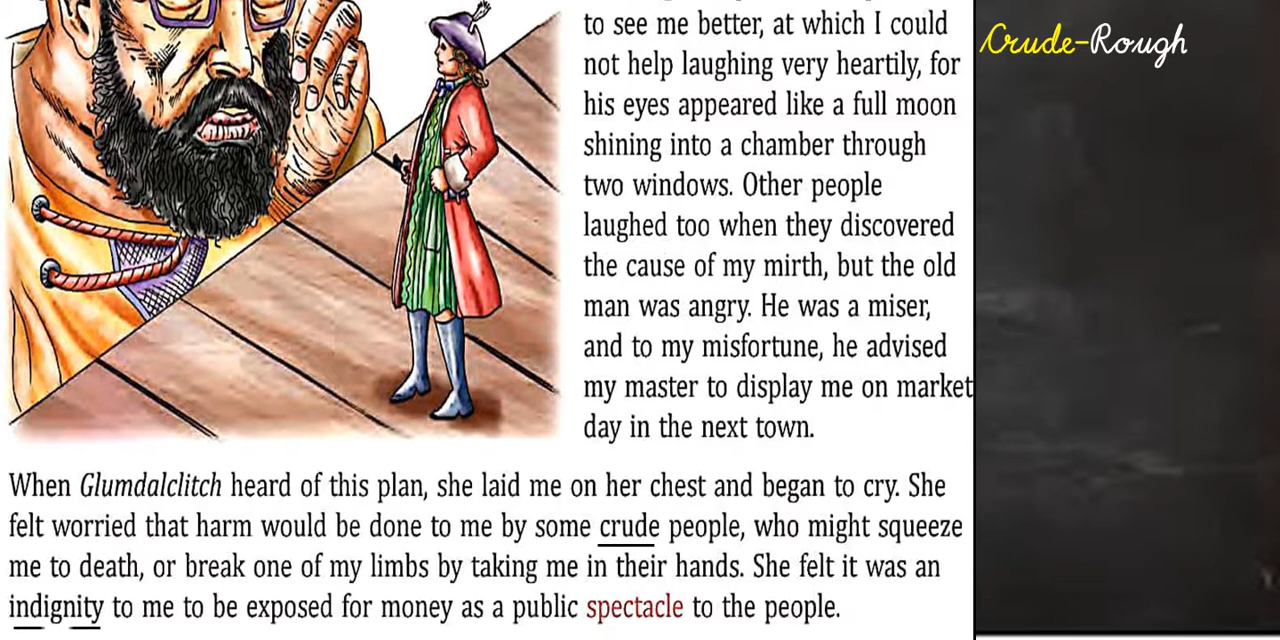 to see me better, at which I could
not help laughing very heartily, for
his eyes appeared like a full moon
shining into a chamber through
two windows. Other people
laughed too when they discovered
the cause of my mirth, but the old
man was angry. He was a miser,
and to my misfortune, he advised
my master to display me on market
day in the next town.
When Glumdalclitch heard of this plan, she laid me on her chest and began to cry. She
felt worried that harm would be done to me by some crude people, who might squeeze
me to death, or break one of my limbs by taking me in their hands. She felt it was an
indignity to me to be exposed for money as a public spectacle to the people.
Crude-Rough